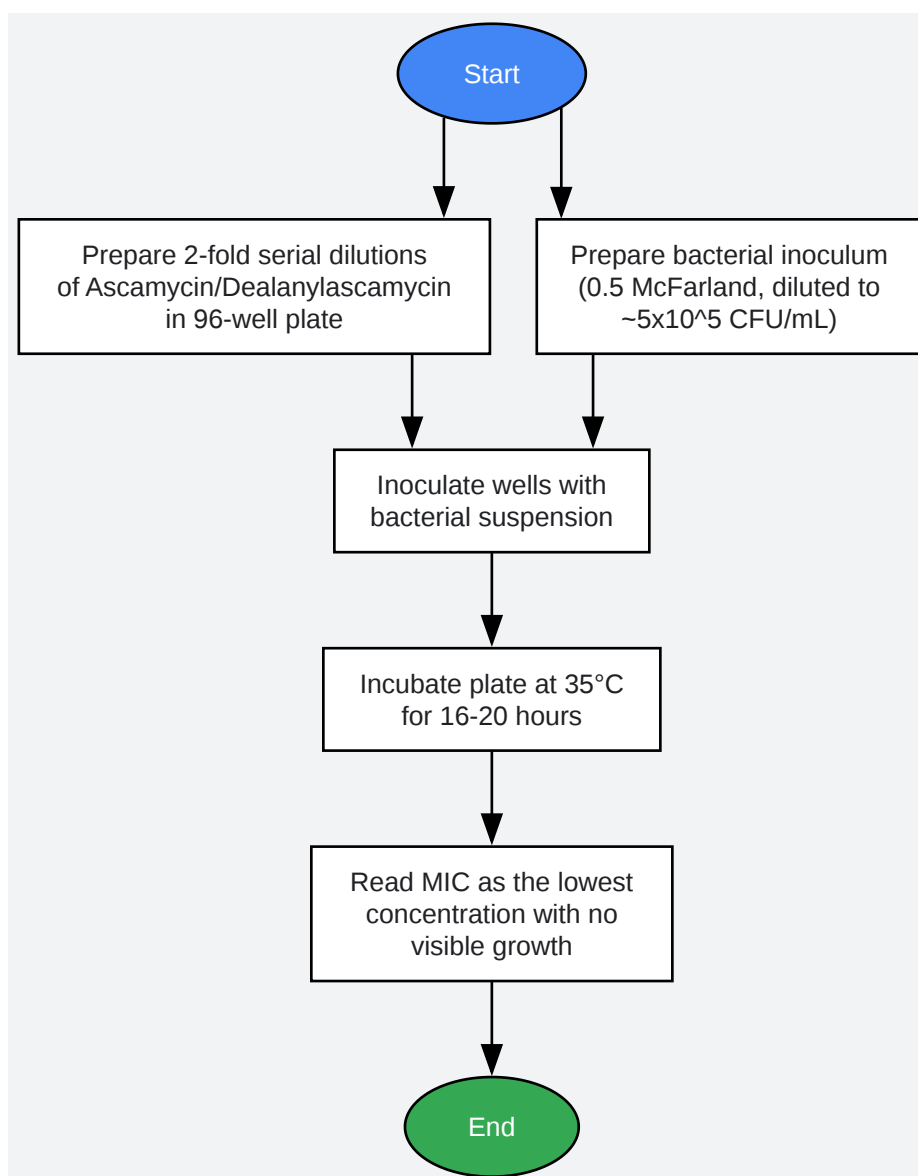 Start
Prepare 2-fold serial dilutions
of Ascamycin/Dealanylascamycin
in 96-well plate
Prepare bacterial inoculum
(0.5 McFarland, diluted to
~5x10^5 CFU/mL)
Inoculate wells with
bacterial suspension
Incubate plate at 35°C
for 16-20 hours
Read MIC as the lowest
concentration with no
visible growth
End